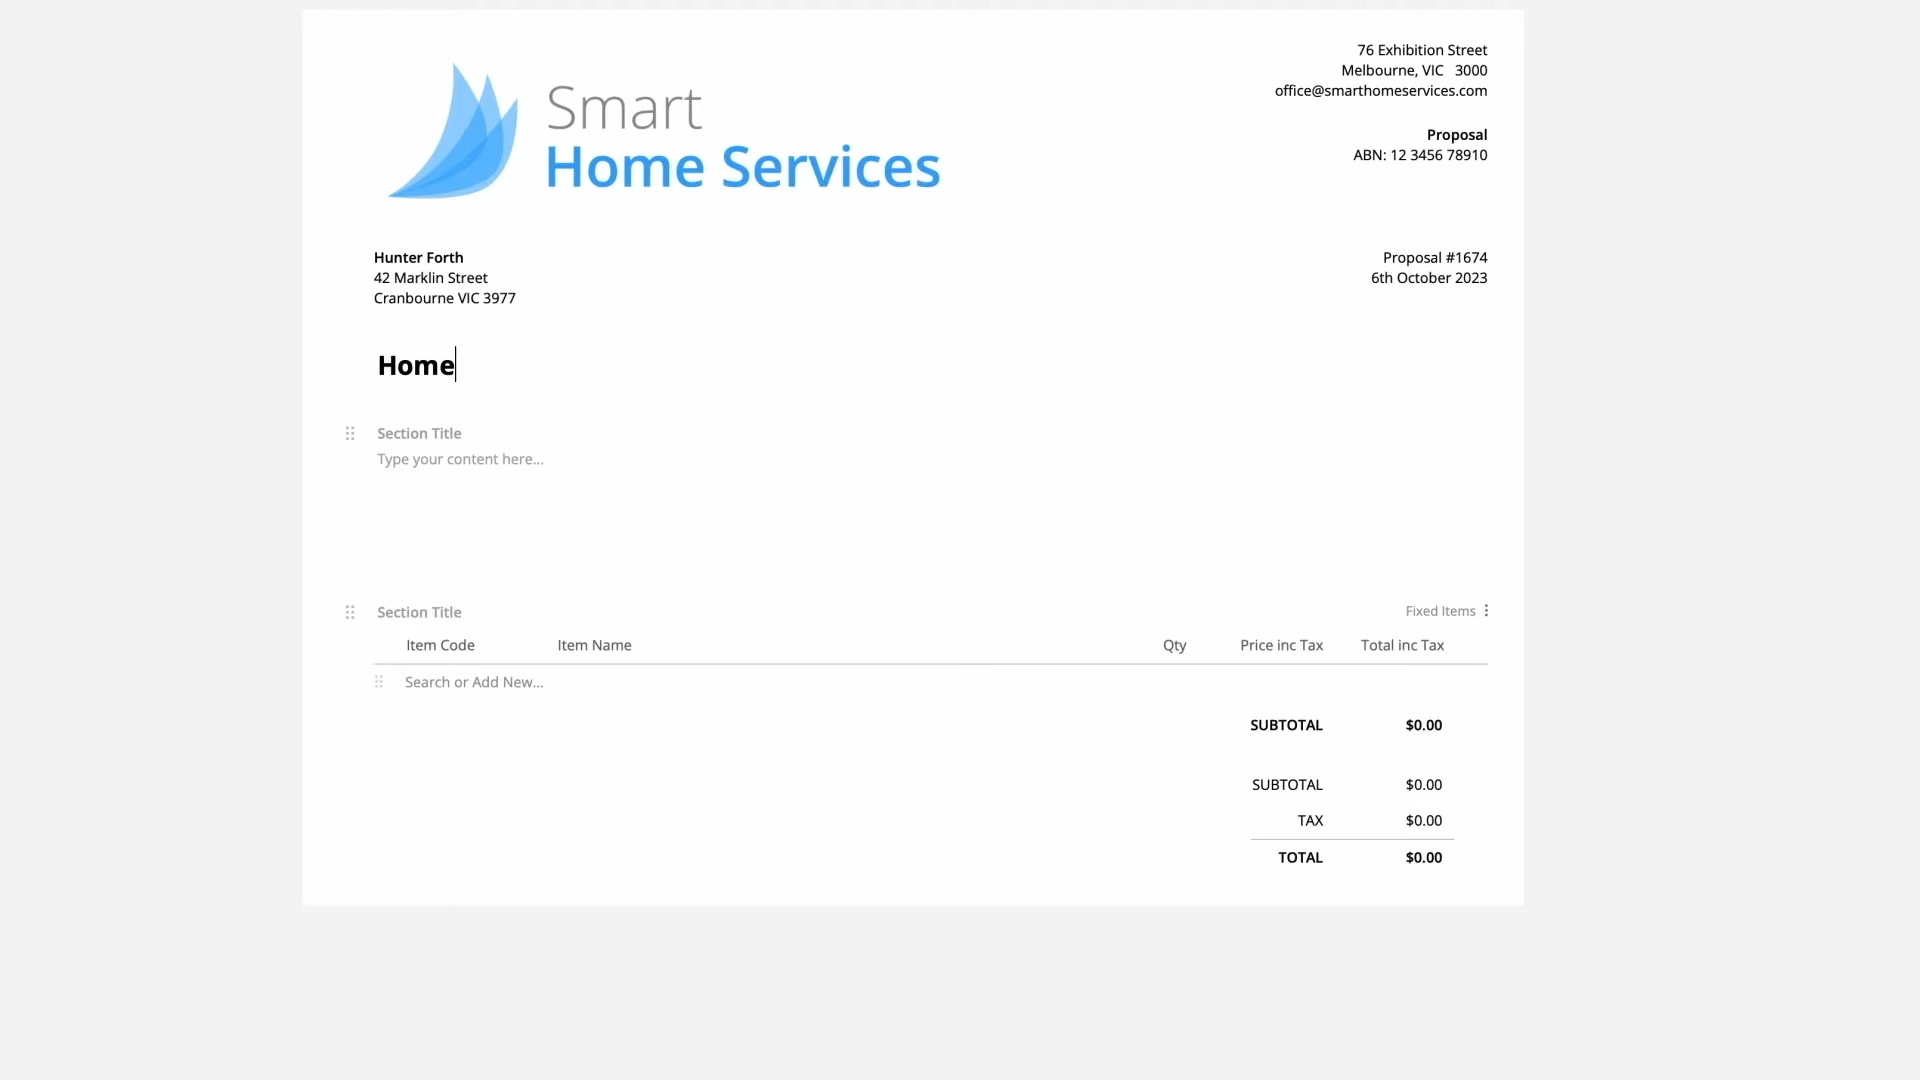 Smart
Home Services
76 Exhibition Street
Melbourne, VIC 3000
office@smarthomeservices.com
Proposal
ABN: 12 3456 78910
Hunter Forth
42 Marklin Street
Cranbourne VIC 3977
Proposal #1674
6th October 2023
Home
Section Title
Type your content here...
Section Title
Fixed Items
Item Code Item Name Qty Price inc Tax Total inc Tax
Search or Add New...
SUBTOTAL $0.00
SUBTOTAL $0.00
TAX $0.00
TOTAL $0.00